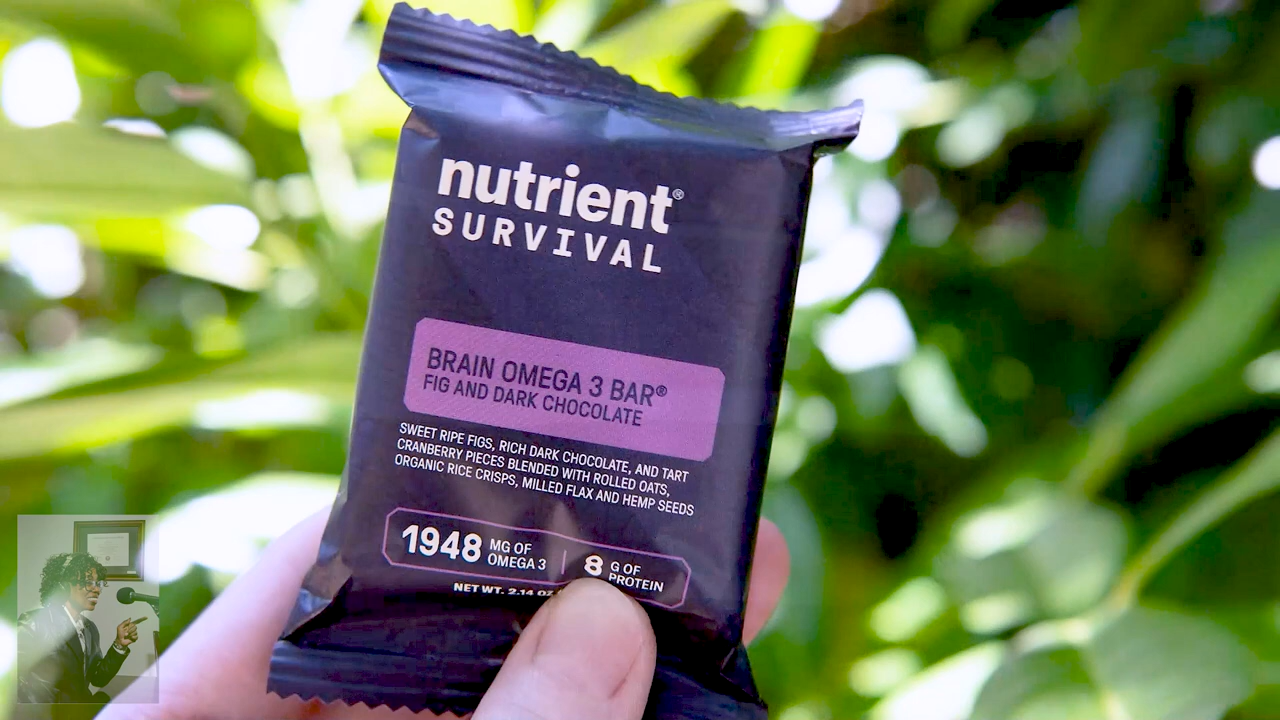 nutrient®
SURVIVAL
BRAIN OMEGA 3 BAR®
FIG AND DARK CHOCOLATE
SWEET RIPE FIGS, RICH DARK CHOCOLATE, AND TART
CRANBERRY PIECES BLENDED WITH ROLLED OATS,
ORGANIC RICE CRISPS, MILLED FLAX AND HEMP SEEDS
1948 MG OF OMEGA 3 | 8 G OF PROTEIN
NET WT. 2.14 OZ